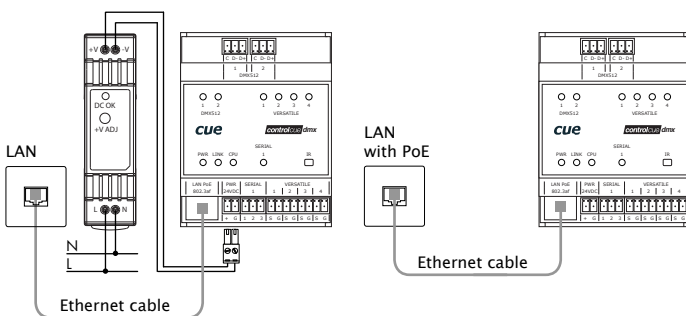 +V -V
DC OK
+V ADJ
L N
LAN
N
L
Ethernet cable
C D- D+ C D- D+
1 2
DMX512
1 2 1 2 3 4
DMX512 VERSATILE
cue controlcue dmx
SERIAL
PWR LINK CPU 1 IR
LAN PoE PWR SERIAL VERSATILE
802.3af 24VDC 1 1 2 3 4
+ G 1 2 3 S G S G S G S G
LAN
with PoE
Ethernet cable
C D- D+ C D- D+
1 2
DMX512
1 2 1 2 3 4
DMX512 VERSATILE
cue controlcue dmx
SERIAL
PWR LINK CPU 1 IR
LAN PoE PWR SERIAL VERSATILE
802.3af 24VDC 1 1 2 3 4
+ G 1 2 3 S G S G S G S G